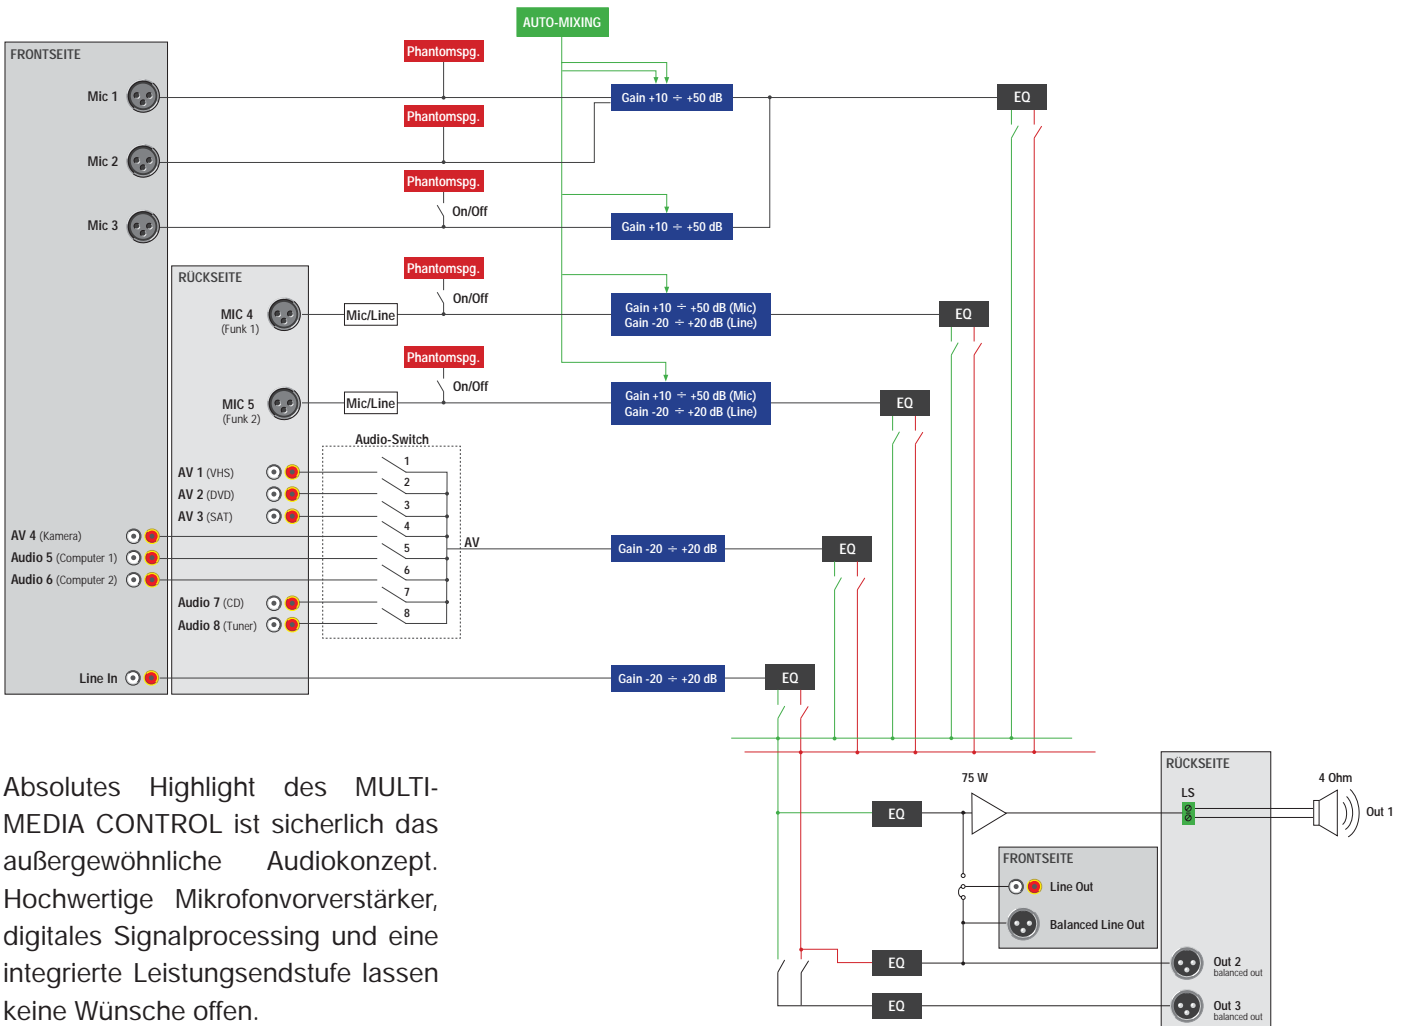 AUTO-MIXING
FRONTSEITE
Phantomspg.
Mic 1
Gain +10 ÷ +50 dB
EQ
Phantomspg.
Mic 2
Phantomspg.
On/Off
Mic 3
Gain +10 ÷ +50 dB
RÜCKSEITE
Phantomspg.
On/Off
MIC 4
(Funk 1)
Mic/Line
Gain +10 ÷ +50 dB (Mic)
Gain -20 ÷ +20 dB (Line)
EQ
Phantomspg.
On/Off
MIC 5
(Funk 2)
Mic/Line
Gain +10 ÷ +50 dB (Mic)
Gain -20 ÷ +20 dB (Line)
EQ
Audio-Switch
AV 1 (VHS)
1
AV 2 (DVD)
2
AV 3 (SAT)
3
AV 4 (Kamera)
4
Audio 5 (Computer 1)
5
Audio 6 (Computer 2)
6
Audio 7 (CD)
7
Audio 8 (Tuner)
8
AV
Gain -20 ÷ +20 dB
EQ
Line In
Gain -20 ÷ +20 dB
EQ
Absolutes Highlight des MULTI-
MEDIA CONTROL ist sicherlich das
außergewöhnliche Audiokonzept.
Hochwertige Mikrofonvorverstärker,
digitales Signalprocessing und eine
integrierte Leistungsendstufe lassen
keine Wünsche offen.
RÜCKSEITE
75 W
LS
4 Ohm
EQ
Out 1
FRONTSEITE
Line Out
Balanced Line Out
EQ
Out 2
balanced out
EQ
Out 3
balanced out